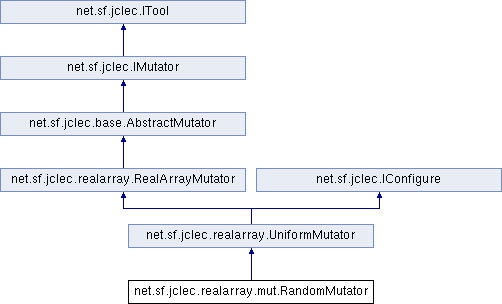 net.sf.jclec.ITool
net.sf.jclec.IMutator
net.sf.jclec.base.AbstractMutator
net.sf.jclec.realarray.RealArrayMutator
net.sf.jclec.IConfigure
net.sf.jclec.realarray.UniformMutator
net.sf.jclec.realarray.mut.RandomMutator